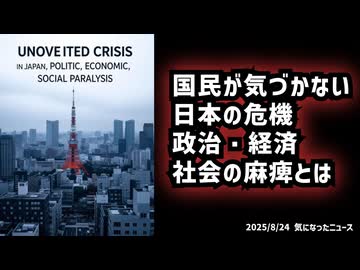 UNOVE ITED CRISIS
IN JAPAN, POLITIC, ECONOMIC,
SOCIAL PARALYSIS
国民が気づかない
日本の危機
政治・経済
社会の麻痺とは
2025/8/24 気になったニュース